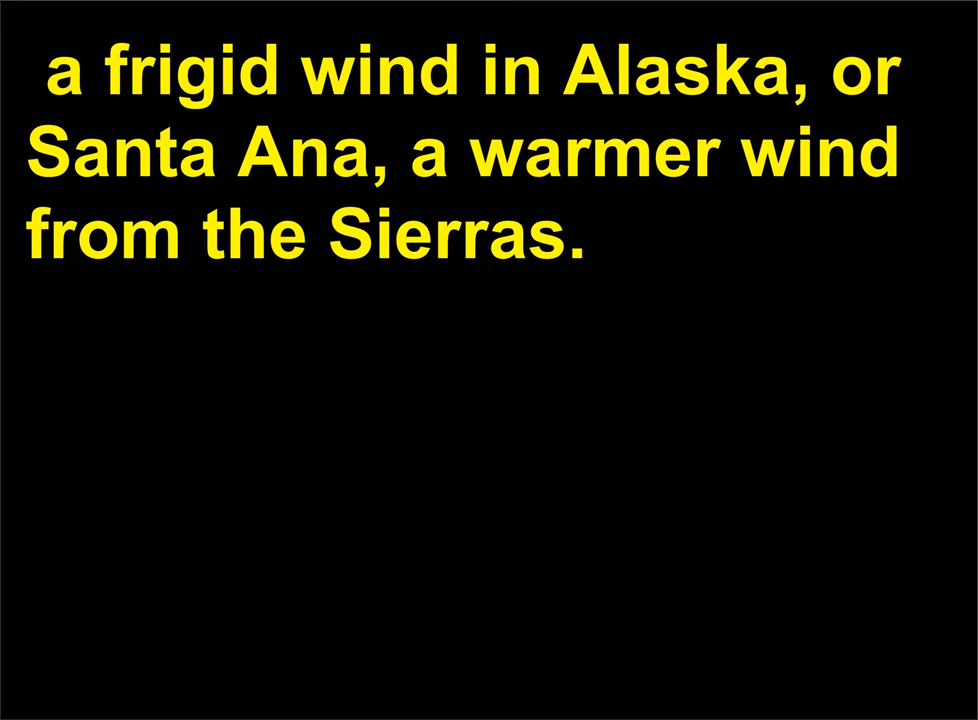 a frigid wind in Alaska, or
Santa Ana, a warmer wind
from the Sierras.